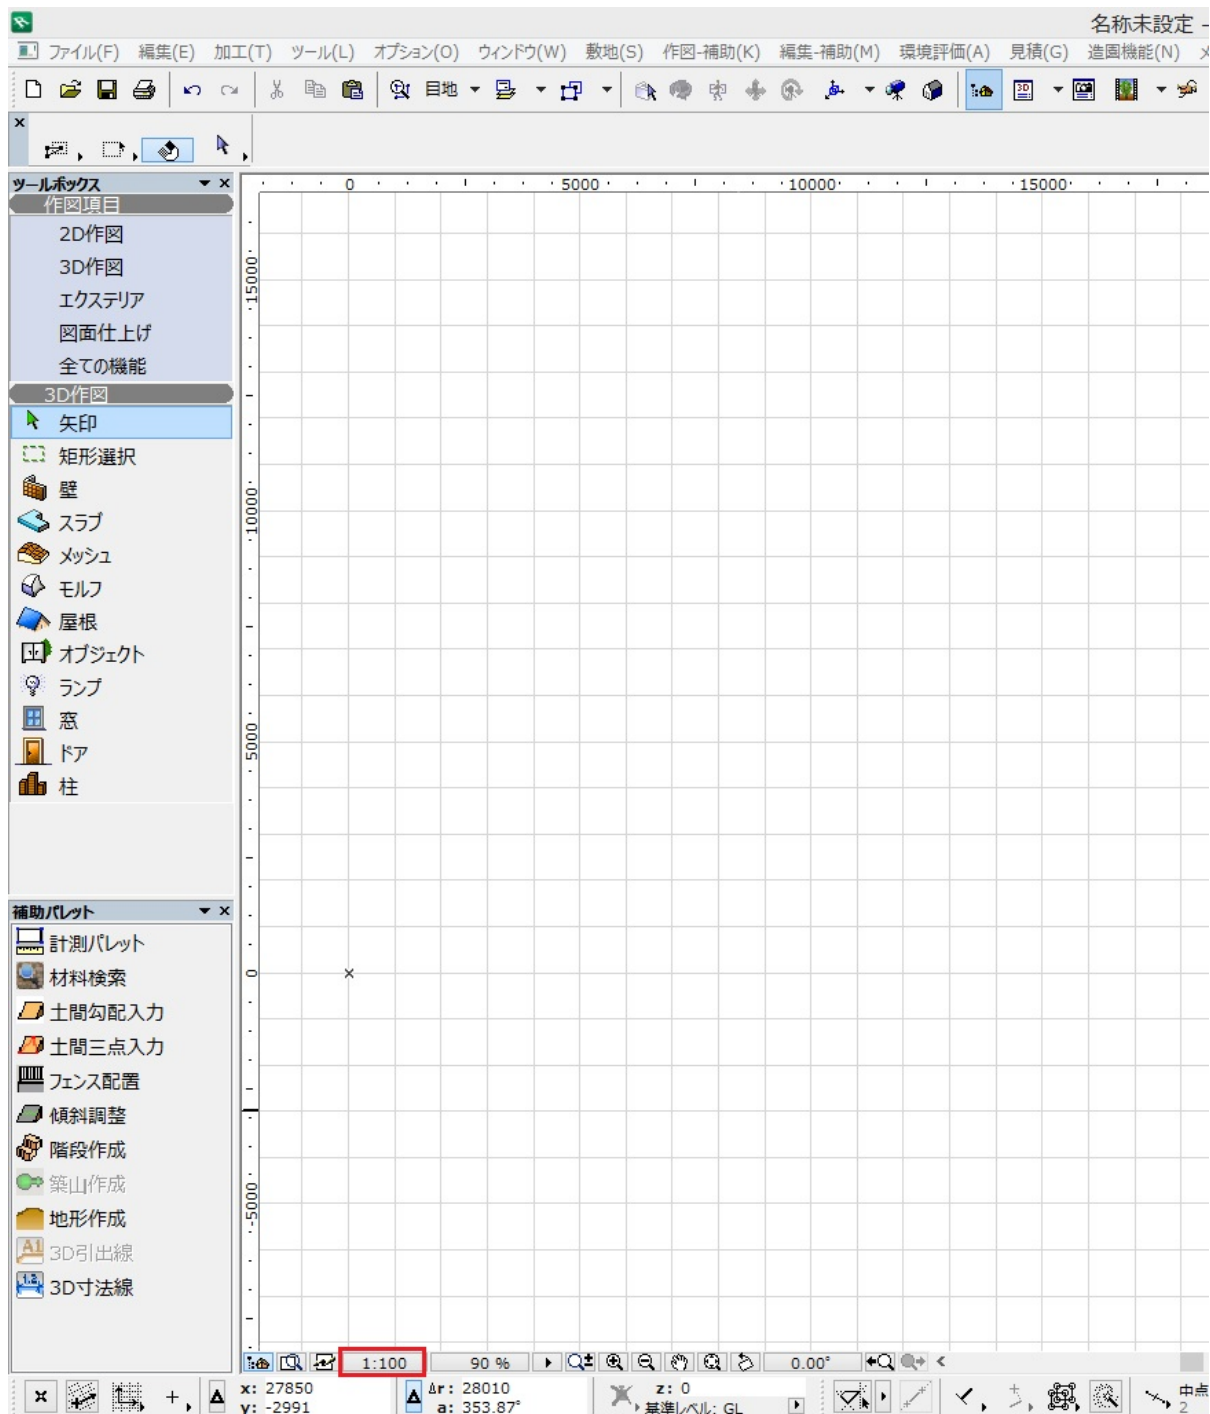 名称未設定 -
ファイル(F) 編集(E) 加工(T) ツール(L) オプション(O) ウィンドウ(W) 敷地(S) 作図-補助(K) 編集-補助(M) 環境評価(A) 見積(G) 造園機能(N)
目地
ツールボックス
作図項目
2D作図
3D作図
エクステリア
図面仕上げ
全ての機能
3D作図
矢印
矩形選択
壁
スラブ
メッシュ
モルフ
屋根
オブジェクト
ランプ
窓
ドア
柱
補助パレット
計測パレット
材料検索
土間勾配入力
土間三点入力
フェンス配置
傾斜調整
階段作成
築山作成
地形作成
3D引出線
3D寸法線
0 5000 10000 15000
15000
10000
5000
0
-5000
1:100 90 % 0.00°
x: 27850 Δr: 28010 z: 0 中点
y: -2991 a: 353.87° 基準レベル: GL 2